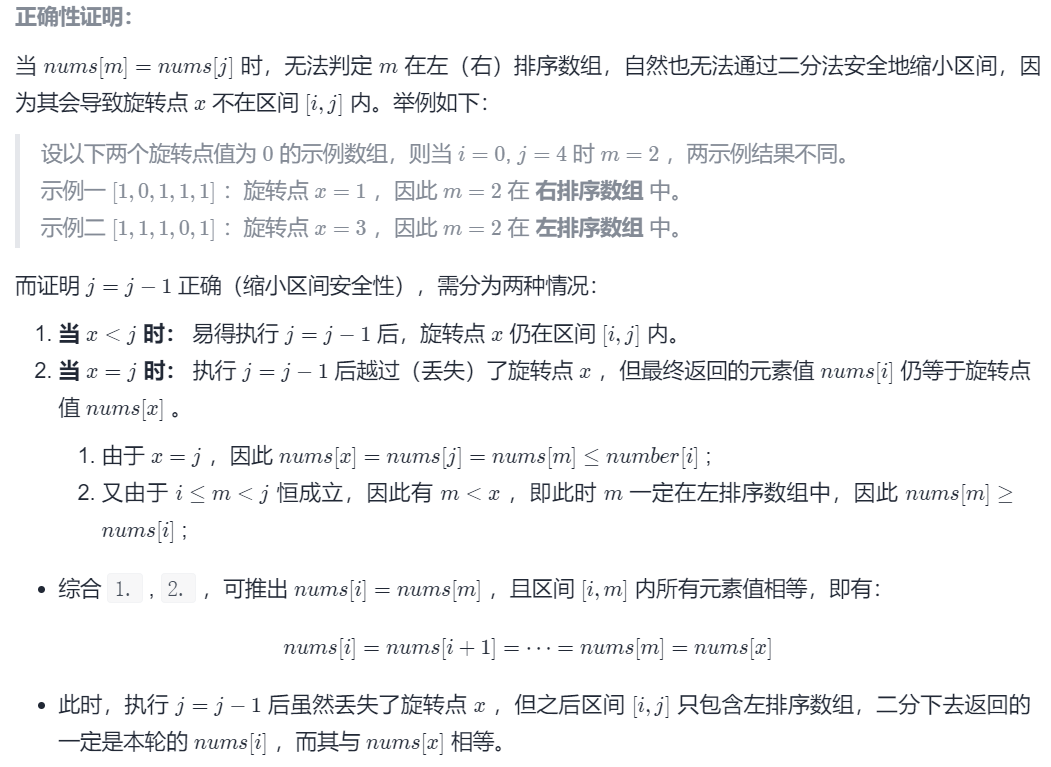 正确性证明：
当 nums[m] = nums[j] 时，无法判定 m 在左（右）排序数组，自然也无法通过二分法安全地缩小区间，因
为其会导致旋转点 x 不在区间 [i, j] 内。举例如下：
设以下两个旋转点值为 0 的示例数组，则当 i = 0, j = 4 时 m = 2 ，两示例结果不同。
示例一 [1, 0, 1, 1, 1] ：旋转点 x = 1 ，因此 m = 2 在 右排序数组 中。
示例二 [1, 1, 1, 0, 1] ：旋转点 x = 3 ，因此 m = 2 在 左排序数组 中。
而证明 j = j − 1 正确（缩小区间安全性），需分为两种情况：
1. 当 x < j 时： 易得执行 j = j − 1 后，旋转点 x 仍在区间 [i, j] 内。
2. 当 x = j 时： 执行 j = j − 1 后越过（丢失）了旋转点 x ，但最终返回的元素值 nums[i] 仍等于旋转点
值 nums[x] 。
1. 由于 x = j ，因此 nums[x] = nums[j] = nums[m] ≤ number[i] ;
2. 又由于 i ≤ m < j 恒成立，因此有 m < x ，即此时 m 一定在左排序数组中，因此 nums[m] ≥
nums[i] ;
• 综合 1. , 2. ，可推出 nums[i] = nums[m] ，且区间 [i, m] 内所有元素值相等，即有：
nums[i] = nums[i + 1] = ⋯ = nums[m] = nums[x]
• 此时，执行 j = j − 1 后虽然丢失了旋转点 x ，但之后区间 [i, j] 只包含左排序数组，二分下去返回的
一定是本轮的 nums[i] ，而其与 nums[x] 相等。